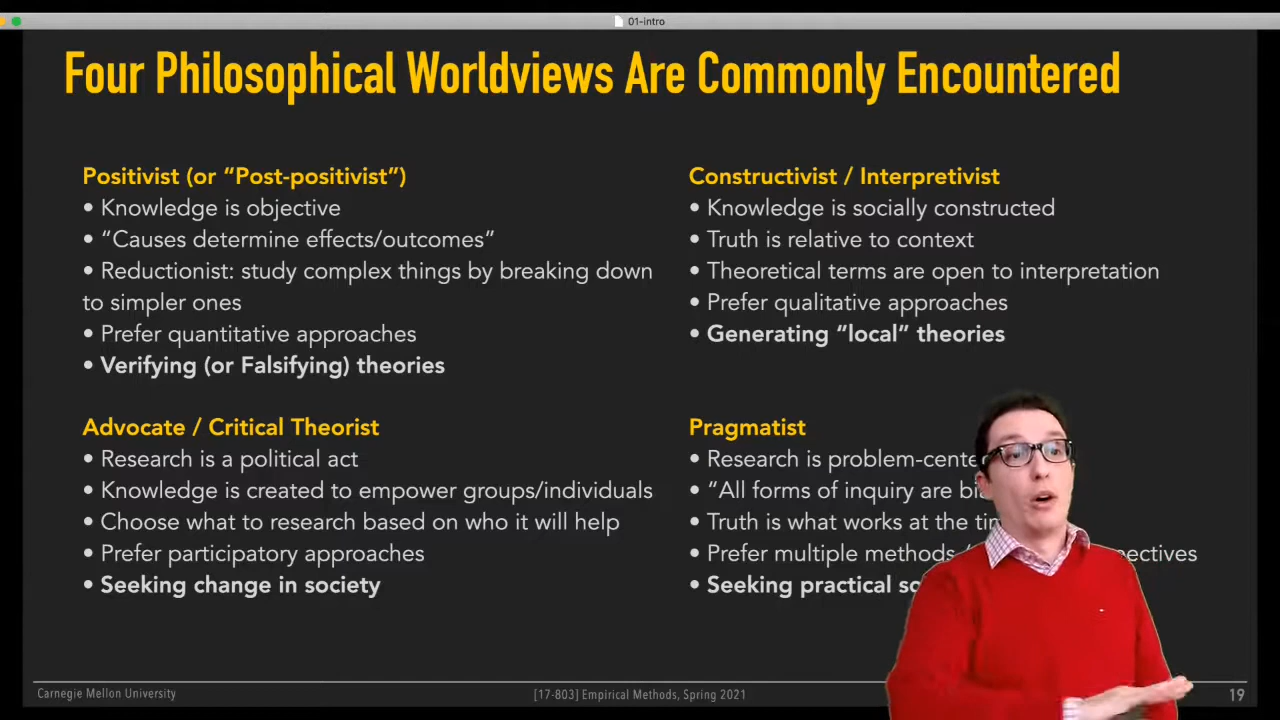 01-intro
Four Philosophical Worldviews Are Commonly Encountered
Positivist (or “Post-positivist”)
• Knowledge is objective
• “Causes determine effects/outcomes”
• Reductionist: study complex things by breaking down
to simpler ones
• Prefer quantitative approaches
• Verifying (or Falsifying) theories
Constructivist / Interpretivist
• Knowledge is socially constructed
• Truth is relative to context
• Theoretical terms are open to interpretation
• Prefer qualitative approaches
• Generating “local” theories
Advocate / Critical Theorist
• Research is a political act
• Knowledge is created to empower groups/individuals
• Choose what to research based on who it will help
• Prefer participatory approaches
• Seeking change in society
Pragmatist
• Research is
• “All forms of inquiry are
• Truth is what works at the
• Prefer multiple methods
• Seeking practical
Carnegie Mellon University
[17-803] Empirical Methods, Spring 2021
19